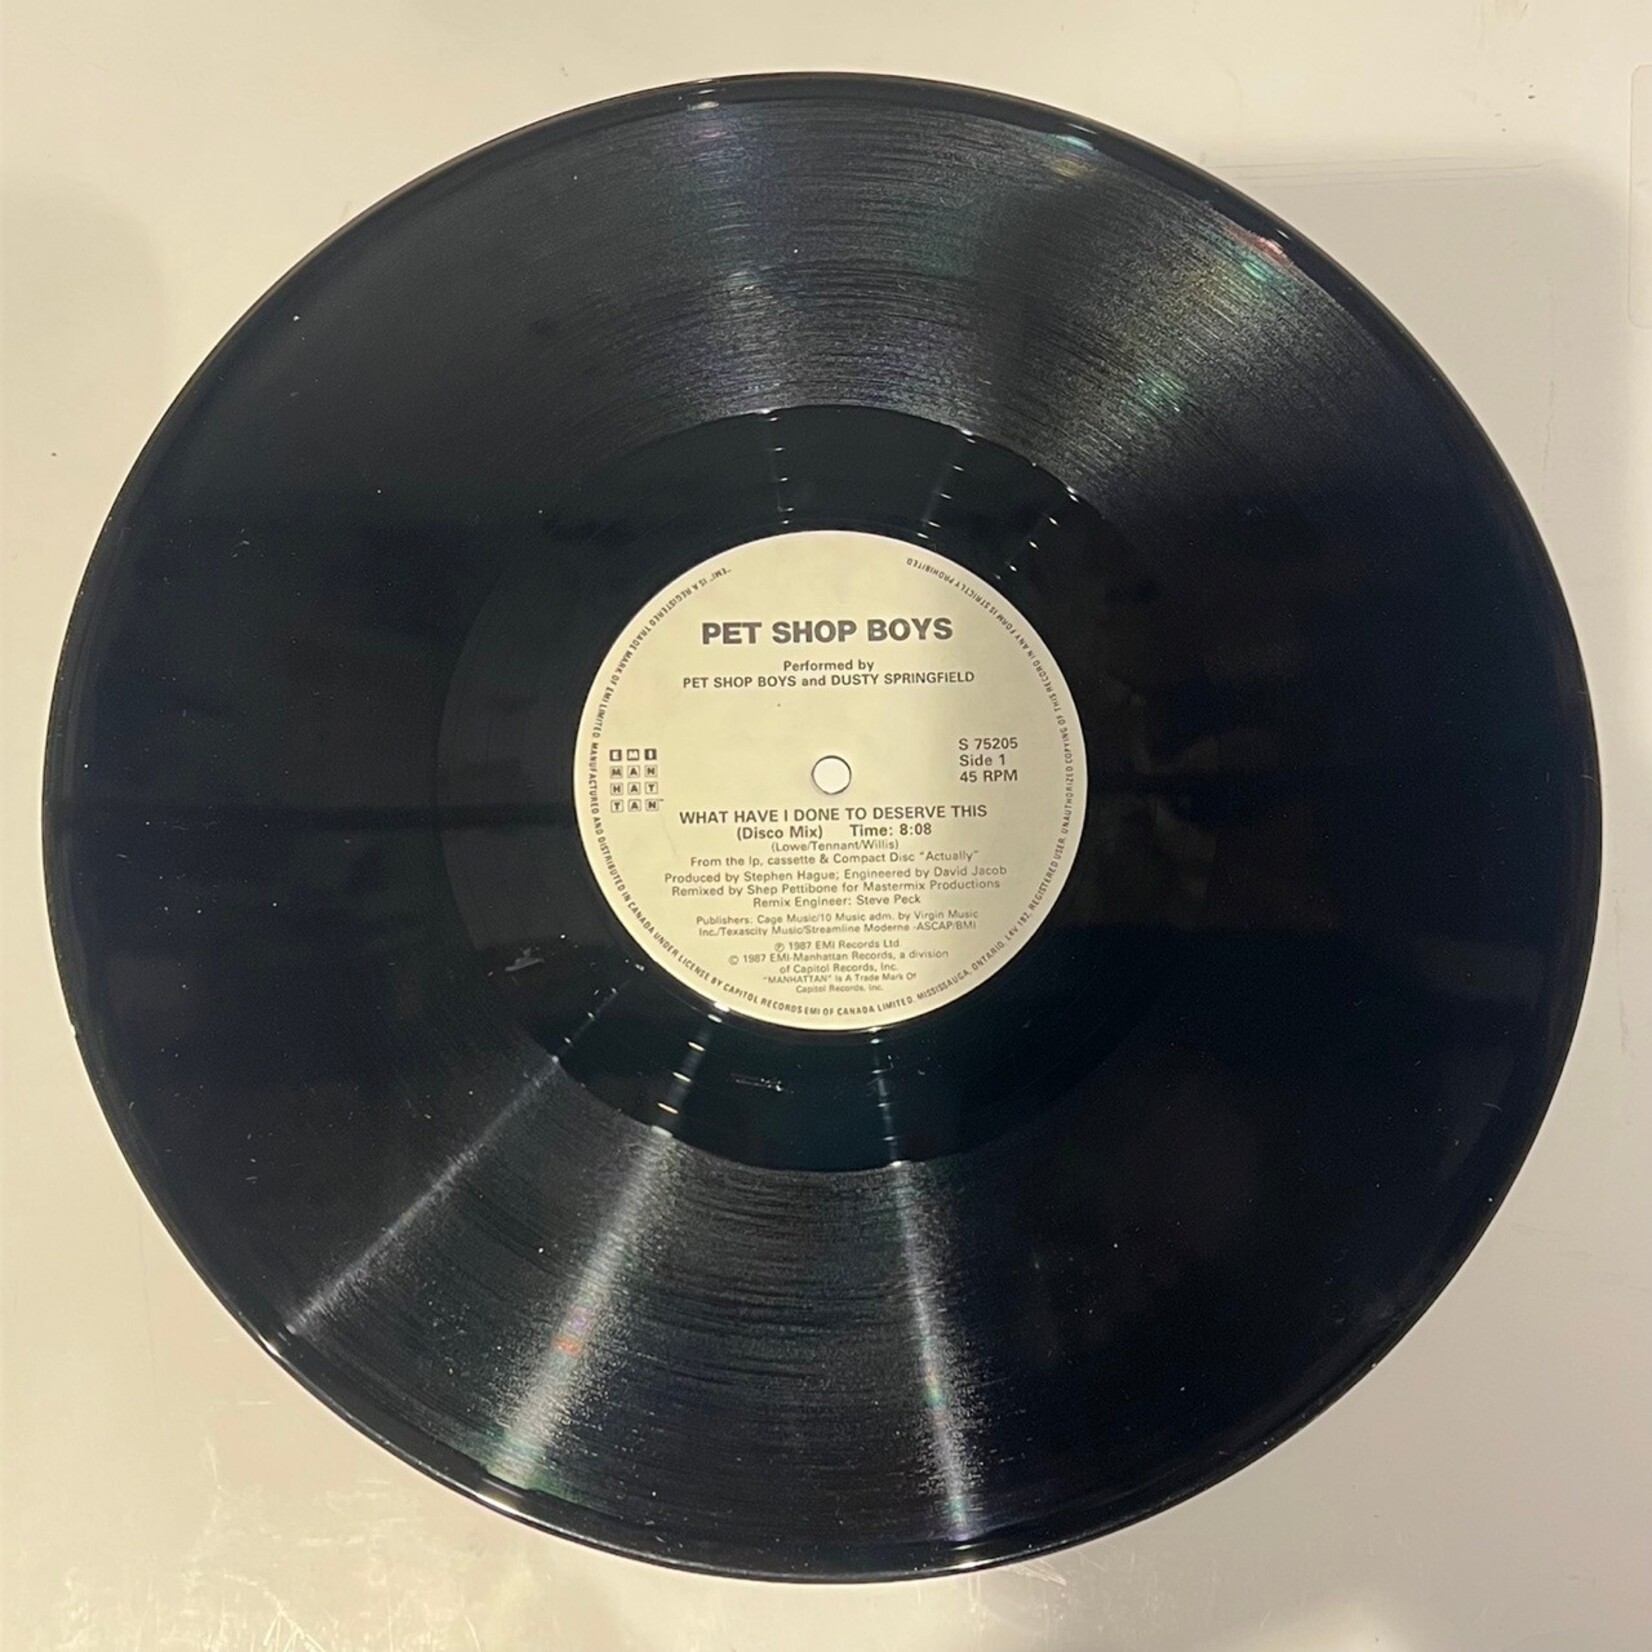 PET SHOP BOYS
Performed by
PET SHOP BOYS and DUSTY SPRINGFIELD
EMI
MAN
HAT
TAN™
S 75205
Side 1
45 RPM
WHAT HAVE I DONE TO DESERVE THIS
(Disco Mix) Time: 8:08
(Lowe/Tennant/Willis)
From the lp, cassette & Compact Disc "Actually"
Produced by Stephen Hague; Engineered by David Jacob
Remixed by Shep Pettibone for Mastermix Productions
Remix Engineer: Steve Peck
Publishers: Cage Music/10 Music adm. by Virgin Music
Inc./Texascity Music/Streamline Moderne -ASCAP/BMI
℗ 1987 EMI Records Ltd
© 1987 EMI-Manhattan Records, a division
of Capitol Records, Inc.
"MANHATTAN" Is A Trade Mark Of
Capitol Records, Inc.
"EMI" IS A REGISTERED TRADE MARK OF EMI LIMITED. MANUFACTURED AND DISTRIBUTED IN CANADA UNDER LICENSE BY CAPITOL RECORDS-EMI OF CANADA LIMITED. MISSISSAUGA, ONTARIO, L4V 1B2, REGISTERED USER. UNAUTHORIZED COPYING OF THIS RECORD IN ANY FORM IS STRICTLY PROHIBITED